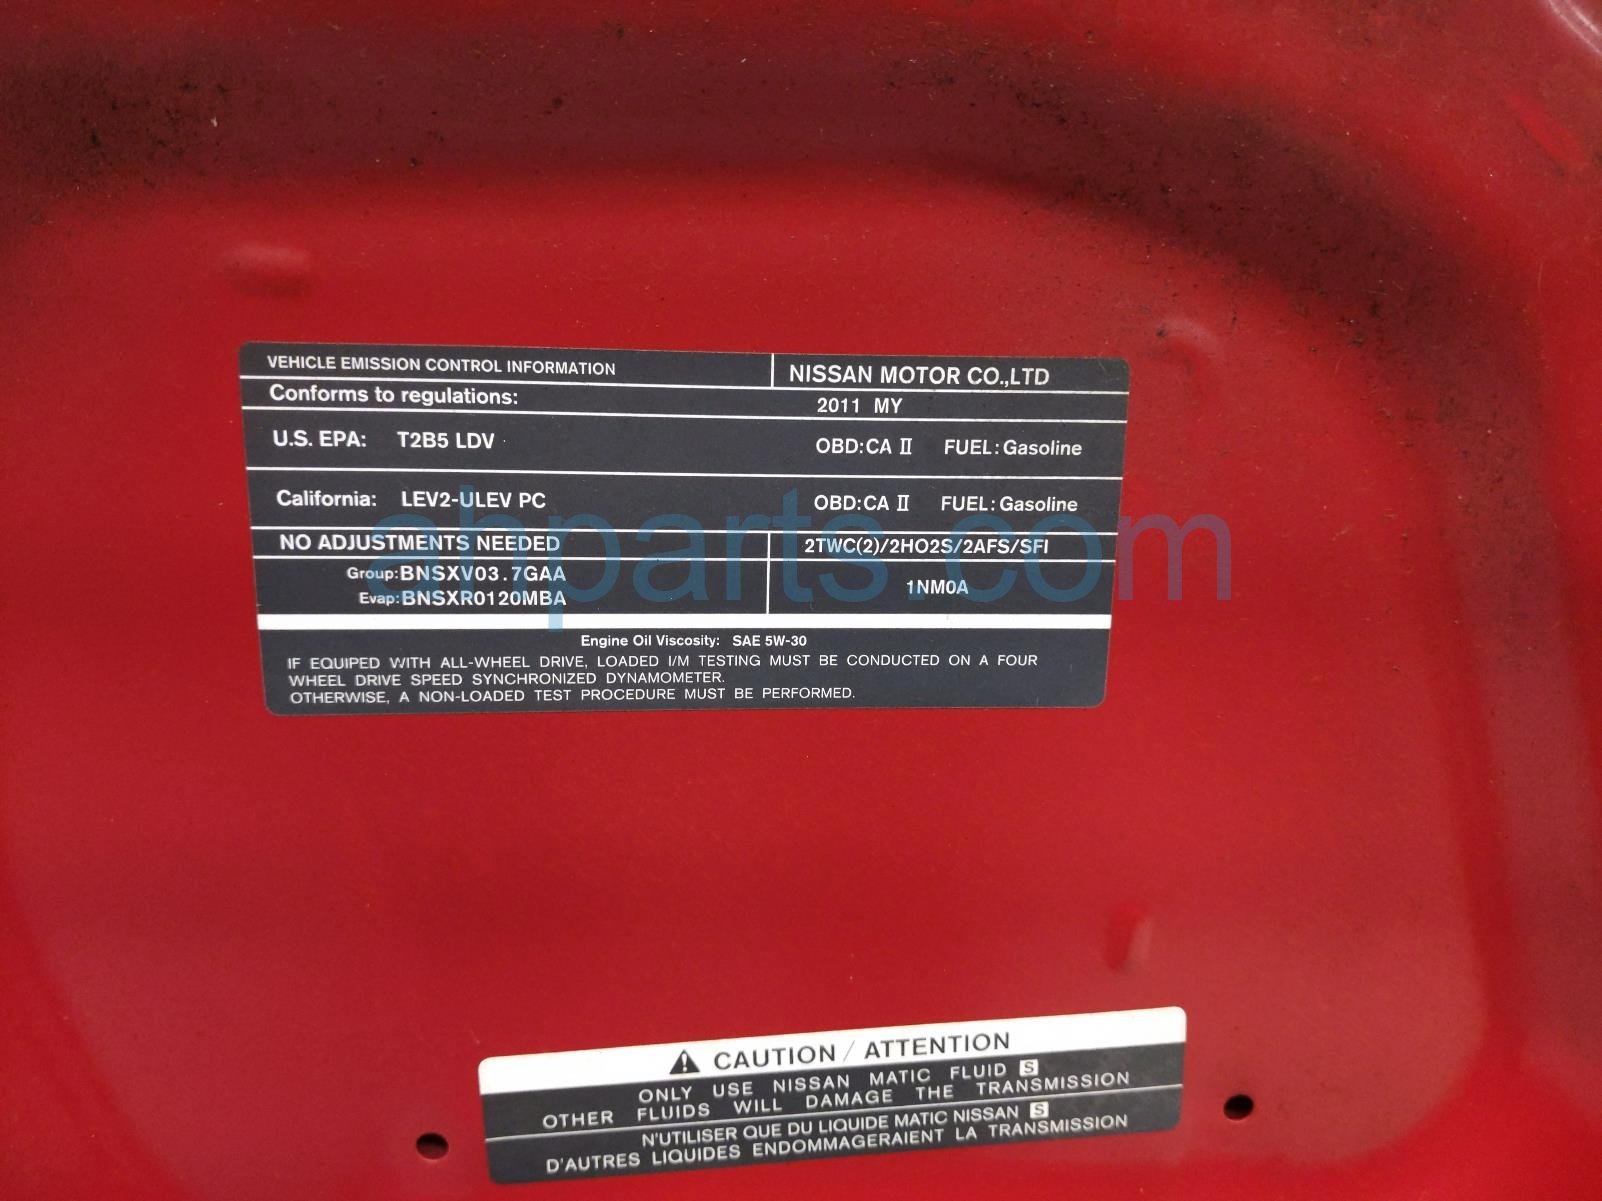 VEHICLE EMISSION CONTROL INFORMATION
NISSAN MOTOR CO.,LTD
Conforms to regulations:
2011 MY
U.S. EPA: T2B5 LDV
OBD:CA II FUEL:Gasoline
California: LEV2-ULEV PC
OBD:CA II FUEL:Gasoline
NO ADJUSTMENTS NEEDED
2TWC(2)/2HO2S/2AFS/SFI
Group:BNSXV03.7GAA
Evap:BNSXR0120MBA
1NM0A
Engine Oil Viscosity: SAE 5W-30
IF EQUIPED WITH ALL-WHEEL DRIVE, LOADED I/M TESTING MUST BE CONDUCTED ON A FOUR
WHEEL DRIVE SPEED SYNCHRONIZED DYNAMOMETER.
OTHERWISE, A NON-LOADED TEST PROCEDURE MUST BE PERFORMED.
ahparts.com
CAUTION / ATTENTION
ONLY USE NISSAN MATIC FLUID S
OTHER FLUIDS WILL DAMAGE THE TRANSMISSION
N'UTILISER QUE DU LIQUIDE MATIC NISSAN S
D'AUTRES LIQUIDES ENDOMMAGERAIENT LA TRANSMISSION